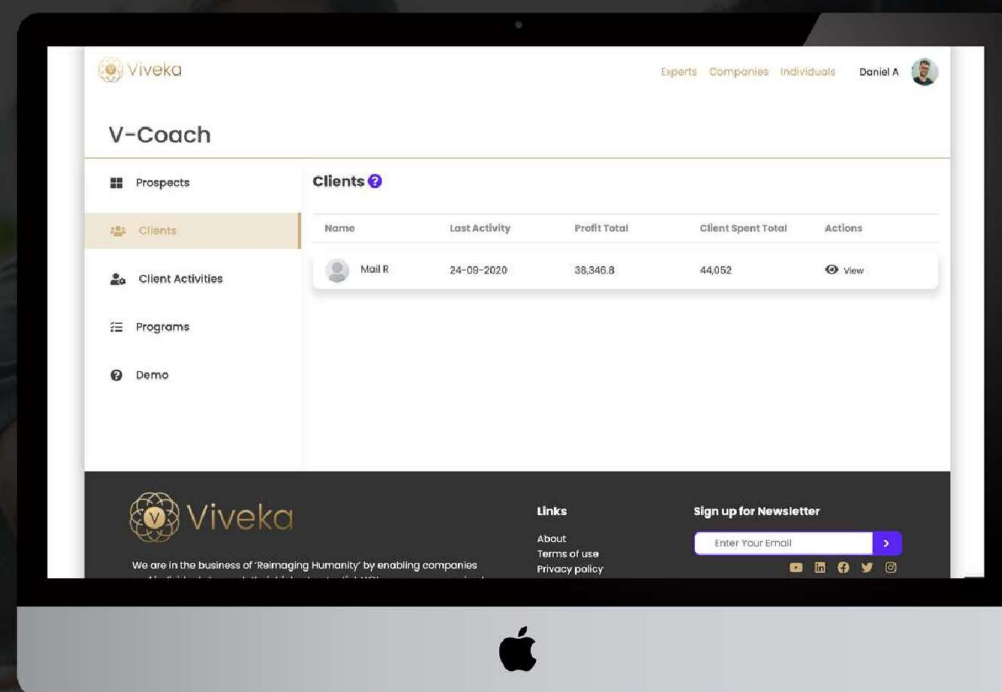 Viveka
Experts Companies Individuals Daniel A
V-Coach
Prospects
Clients
Client Activities
Programs
Demo
Clients ?
Name Last Activity Profit Total Client Spent Total Actions
Mail R 24-09-2020 38,346.8 44,052 View
V Viveka
We are in the business of 'Reimaging Humanity' by enabling companies
Links
About
Terms of use
Privacy policy
Sign up for Newsletter
Enter Your Email